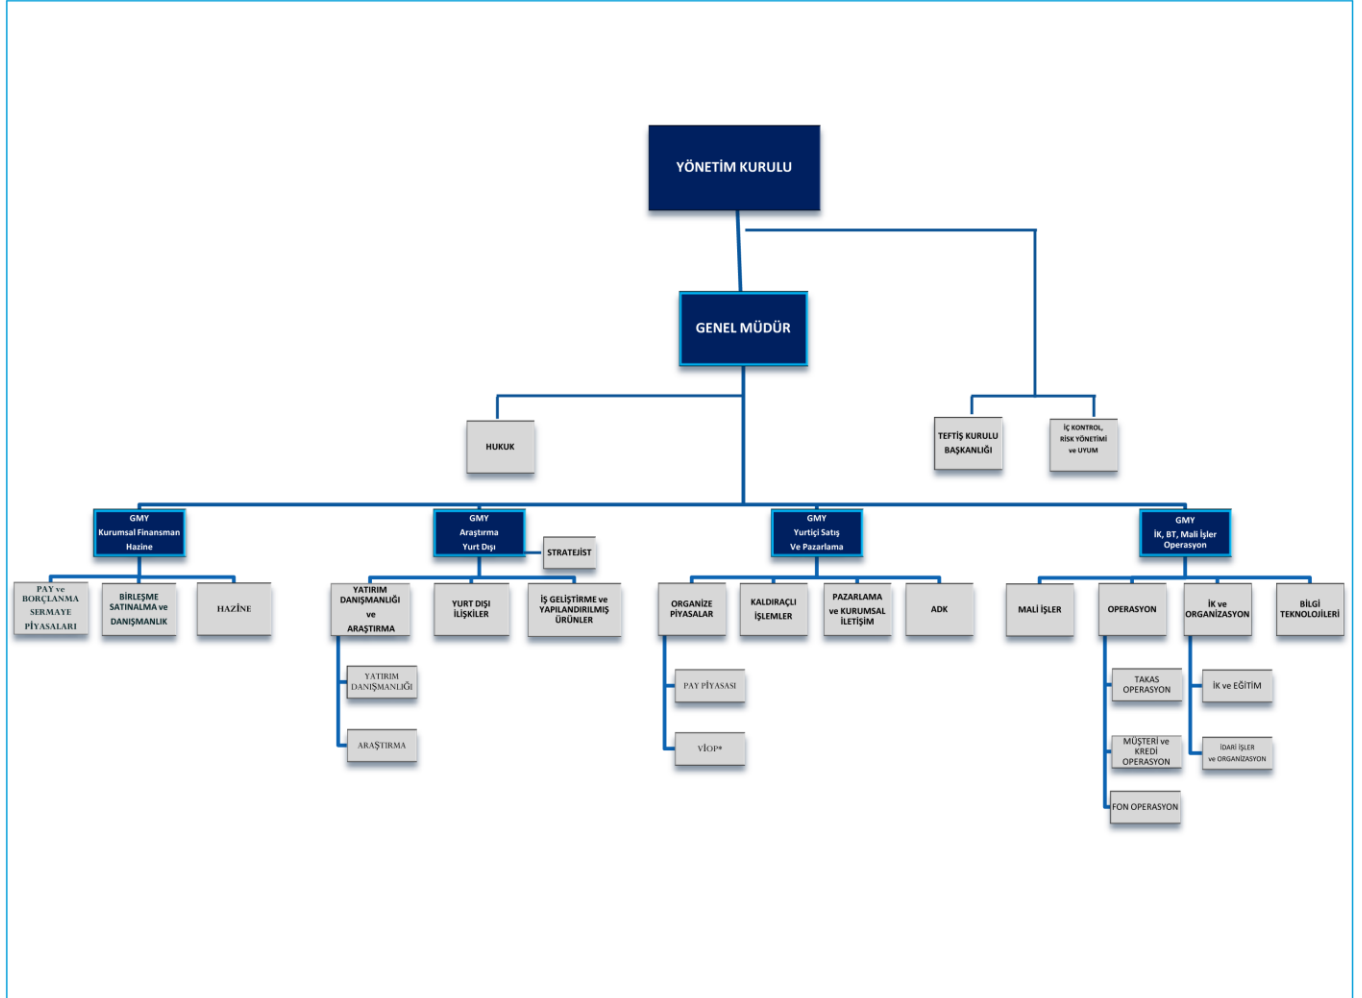 YÖNETİM KURULU
GENEL MÜDÜR
HUKUK
TEFTİŞ KURULU
BAŞKANLIĞI
İÇ KONTROL,
RİSK YÖNETİMİ
ve UYUM
GMY
Kurumsal Finansman
Hazine
GMY
Araştırma
Yurt Dışı
STRATEJİST
GMY
Yurtiçi Satış
Ve Pazarlama
GMY
İK, BT, Mali İşler
Operasyon
PAY ve
BORÇLANMA
SERMAYE
PİYASALARI
BİRLEŞME
SATINALMA ve
DANIŞMANLIK
HAZİNE
YATIRIM
DANIŞMANLIĞI
ve
ARAŞTIRMA
YURT DIŞI
İLİŞKİLER
İŞ GELİŞTİRME ve
YAPILANDIRILMIŞ
ÜRÜNLER
ORGANIZE
PİYASALAR
KALDIRAÇLI
İŞLEMLER
PAZARLAMA
ve KURUMSAL
İLETİŞİM
ADK
MALİ İŞLER
OPERASYON
İK ve
ORGANİZASYON
BİLGİ
TEKNOLOJİLERİ
YATIRIM
DANIŞMANLIĞI
ARAŞTIRMA
PAY PİYASASI
VİOP*
TAKAS
OPERASYON
MÜŞTERİ ve
KREDİ
OPERASYON
FON OPERASYON
İK ve EĞİTİM
İDARİ İŞLER
ve ORGANİZASYON